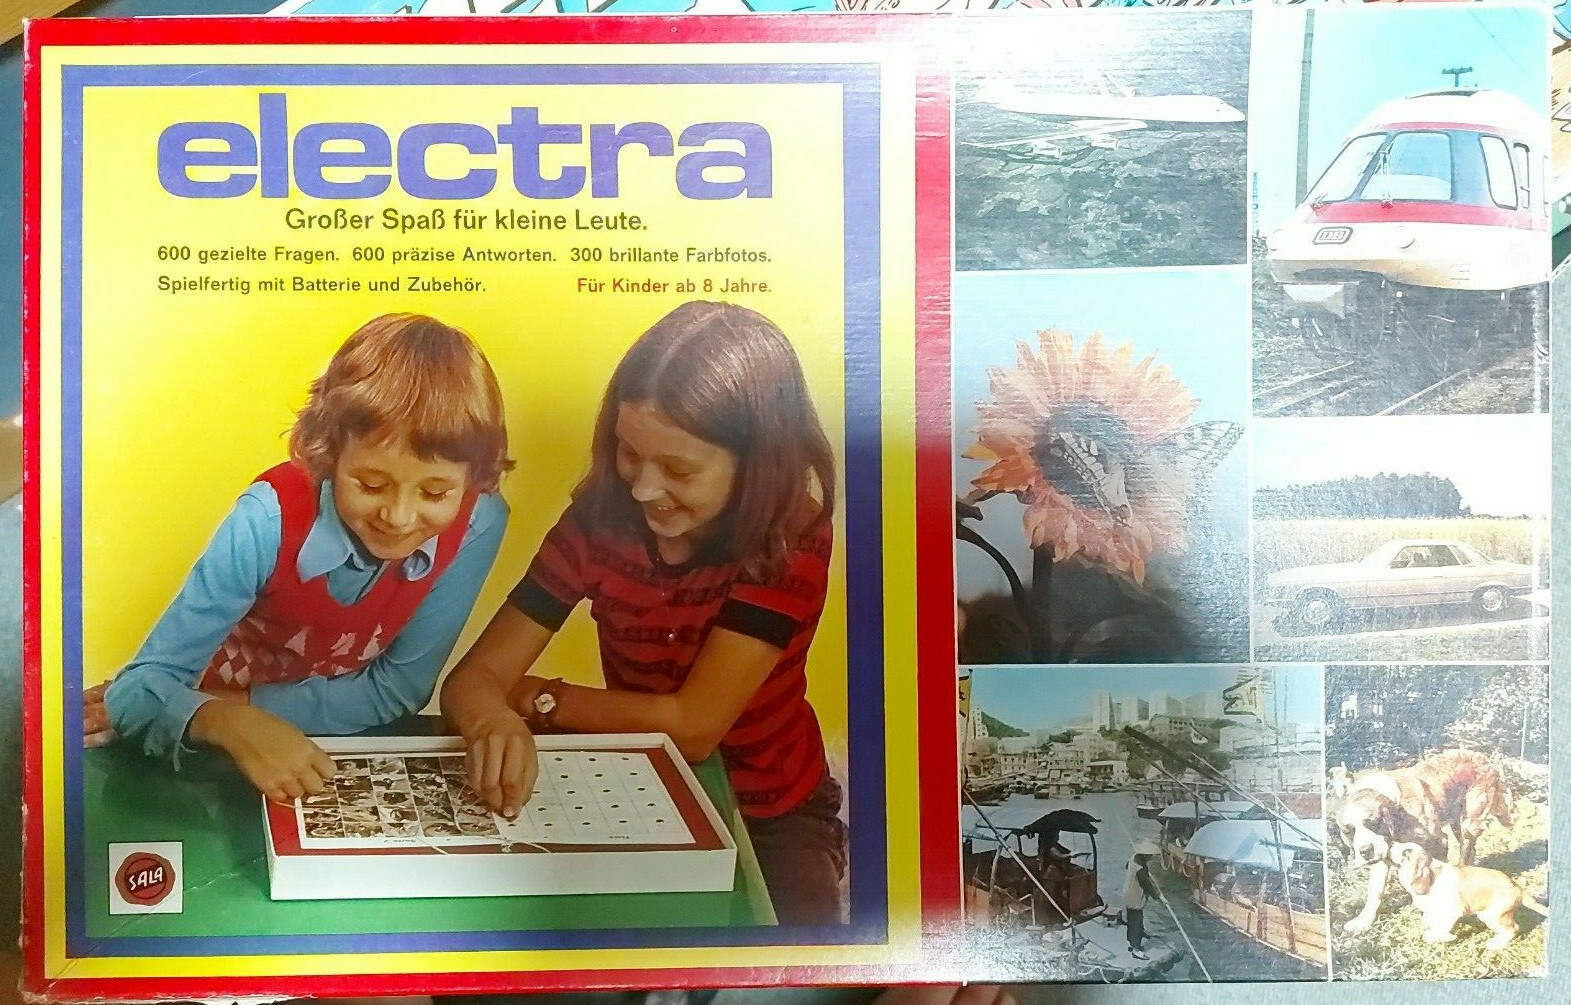 electra
Großer Spaß für kleine Leute.
600 gezielte Fragen. 600 präzise Antworten. 300 brillante Farbfotos.
Spielfertig mit Batterie und Zubehör. Für Kinder ab 8 Jahre.
DB
SALA